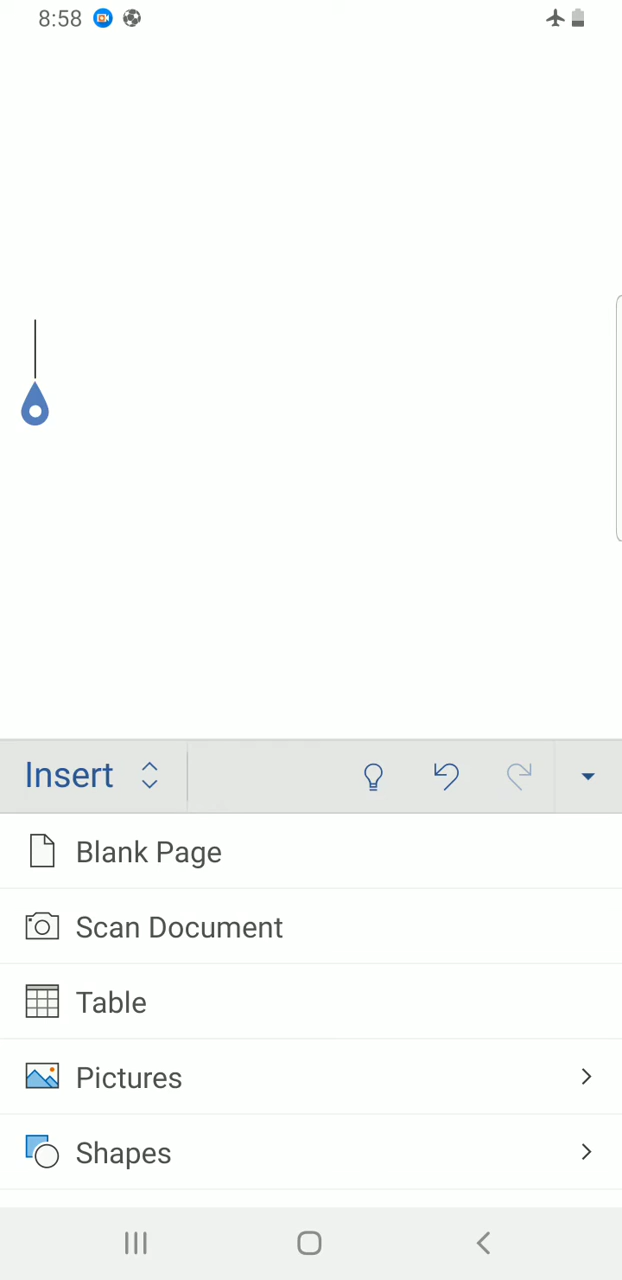 8:58
Insert
Blank Page
Scan Document
Table
Pictures
Shapes